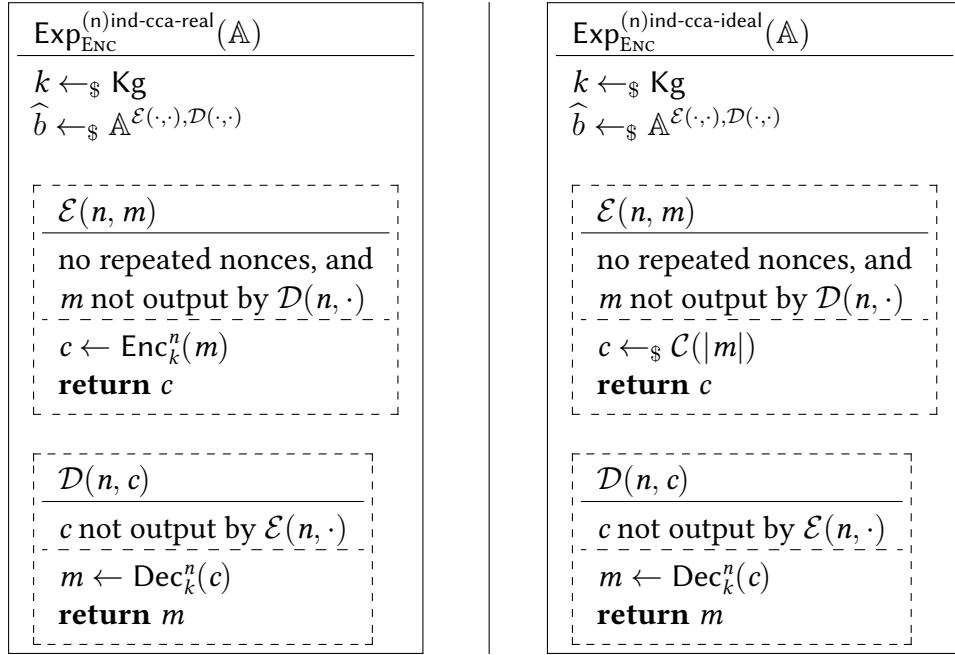 Exp_Enc^{(n)ind-cca-real}(𝔸)
k ←$ Kg
b̂ ←$ 𝔸^{ℰ(·,·),𝒟(·,·)}
ℰ(n, m)
no repeated nonces, and
m not output by 𝒟(n, ·)
c ← Enc_k^n(m)
return c
𝒟(n, c)
c not output by ℰ(n, ·)
m ← Dec_k^n(c)
return m
Exp_Enc^{(n)ind-cca-ideal}(𝔸)
k ←$ Kg
b̂ ←$ 𝔸^{ℰ(·,·),𝒟(·,·)}
ℰ(n, m)
no repeated nonces, and
m not output by 𝒟(n, ·)
c ←$ 𝒞(|m|)
return c
𝒟(n, c)
c not output by ℰ(n, ·)
m ← Dec_k^n(c)
return m